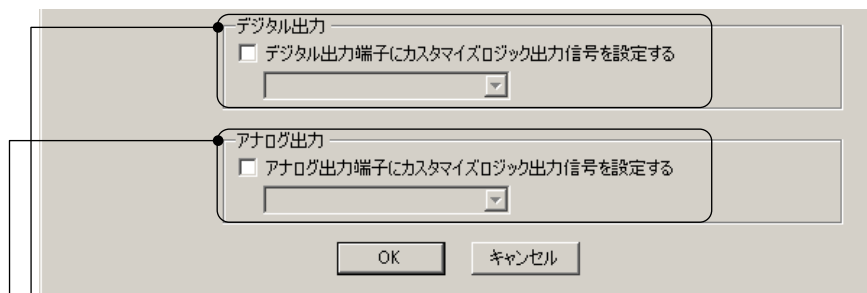 デジタル出力
デジタル出力端子にカスタマイズロジック出力信号を設定する
アナログ出力
アナログ出力端子にカスタマイズロジック出力信号を設定する
OK
キャンセル